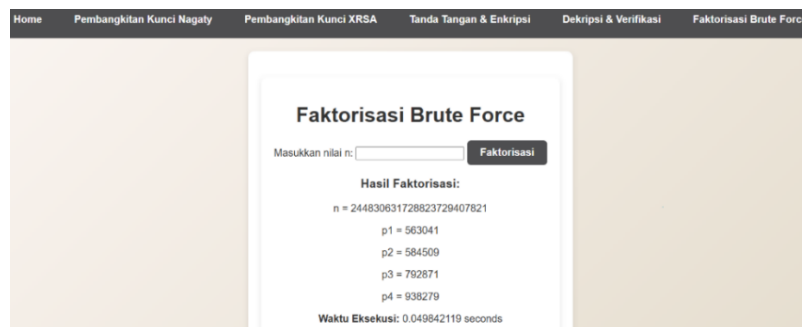 Home Pembangkitan Kunci Nagaty Pembangkitan Kunci XRSA Tanda Tangan & Enkripsi Dekripsi & Verifikasi Faktorisasi Brute Forc
Faktorisasi Brute Force
Masukkan nilai n: Faktorisasi
Hasil Faktorisasi:
n = 244830631728823729407821
p1 = 563041
p2 = 584509
p3 = 792871
p4 = 938279
Waktu Eksekusi: 0.049842119 seconds